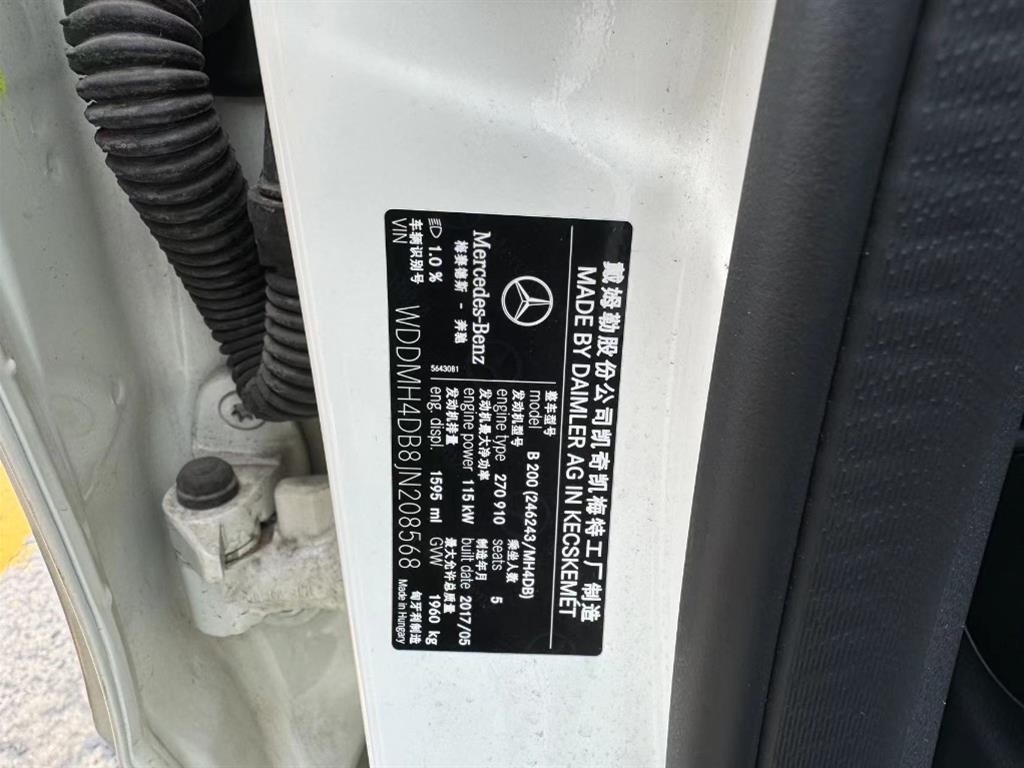 戴姆勒股份公司凯奇凯梅特工厂制造
MADE BY DAIMLER AG IN KECSKEMÉT
Mercedes-Benz
梅赛德斯 - 奔驰
1.0 %
5643081
整车型号
model B 200 (246243/MH4DB)
发动机型号 乘坐人数
engine type 270 910 seats 5
发动机最大净功率 制造年月
engine power 115 kW built date 2017/05
发动机排量 最大允许总质量
eng. displ. 1595 ml GVW 1960 kg
车辆识别号 匈牙利制造
VIN WDDMH4DB8JN208568 Made in Hungary